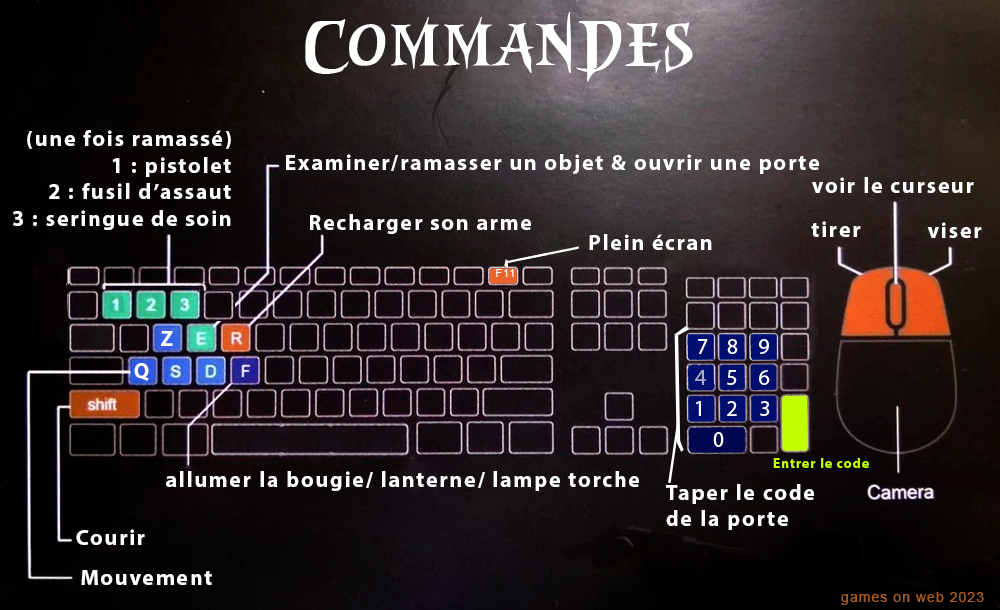 COMMANDES
(une fois ramassé)
1 : pistolet
2 : fusil d’assaut
3 : seringue de soin
Examiner/ramasser un objet & ouvrir une porte
voir le curseur
Recharger son arme
tirer
viser
Plein écran
F11
1 2 3
Z E R
Q S D F
shift
7 8 9
4 5 6
1 2 3
0
Entrer le code
allumer la bougie/ lanterne/ lampe torche
Taper le code
de la porte
Camera
Courir
Mouvement
games on web 2023